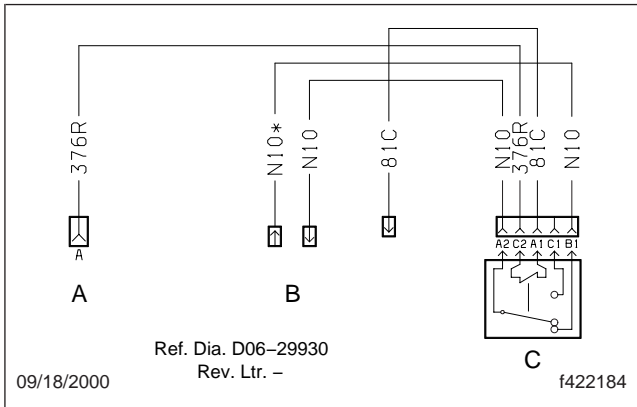 376R
N10*
N10
81C
N10
376R
81C
N10
A
A2 C2 A1 C1 B1
A
B
C
Ref. Dia. D06–29930
Rev. Ltr. –
09/18/2000
f422184